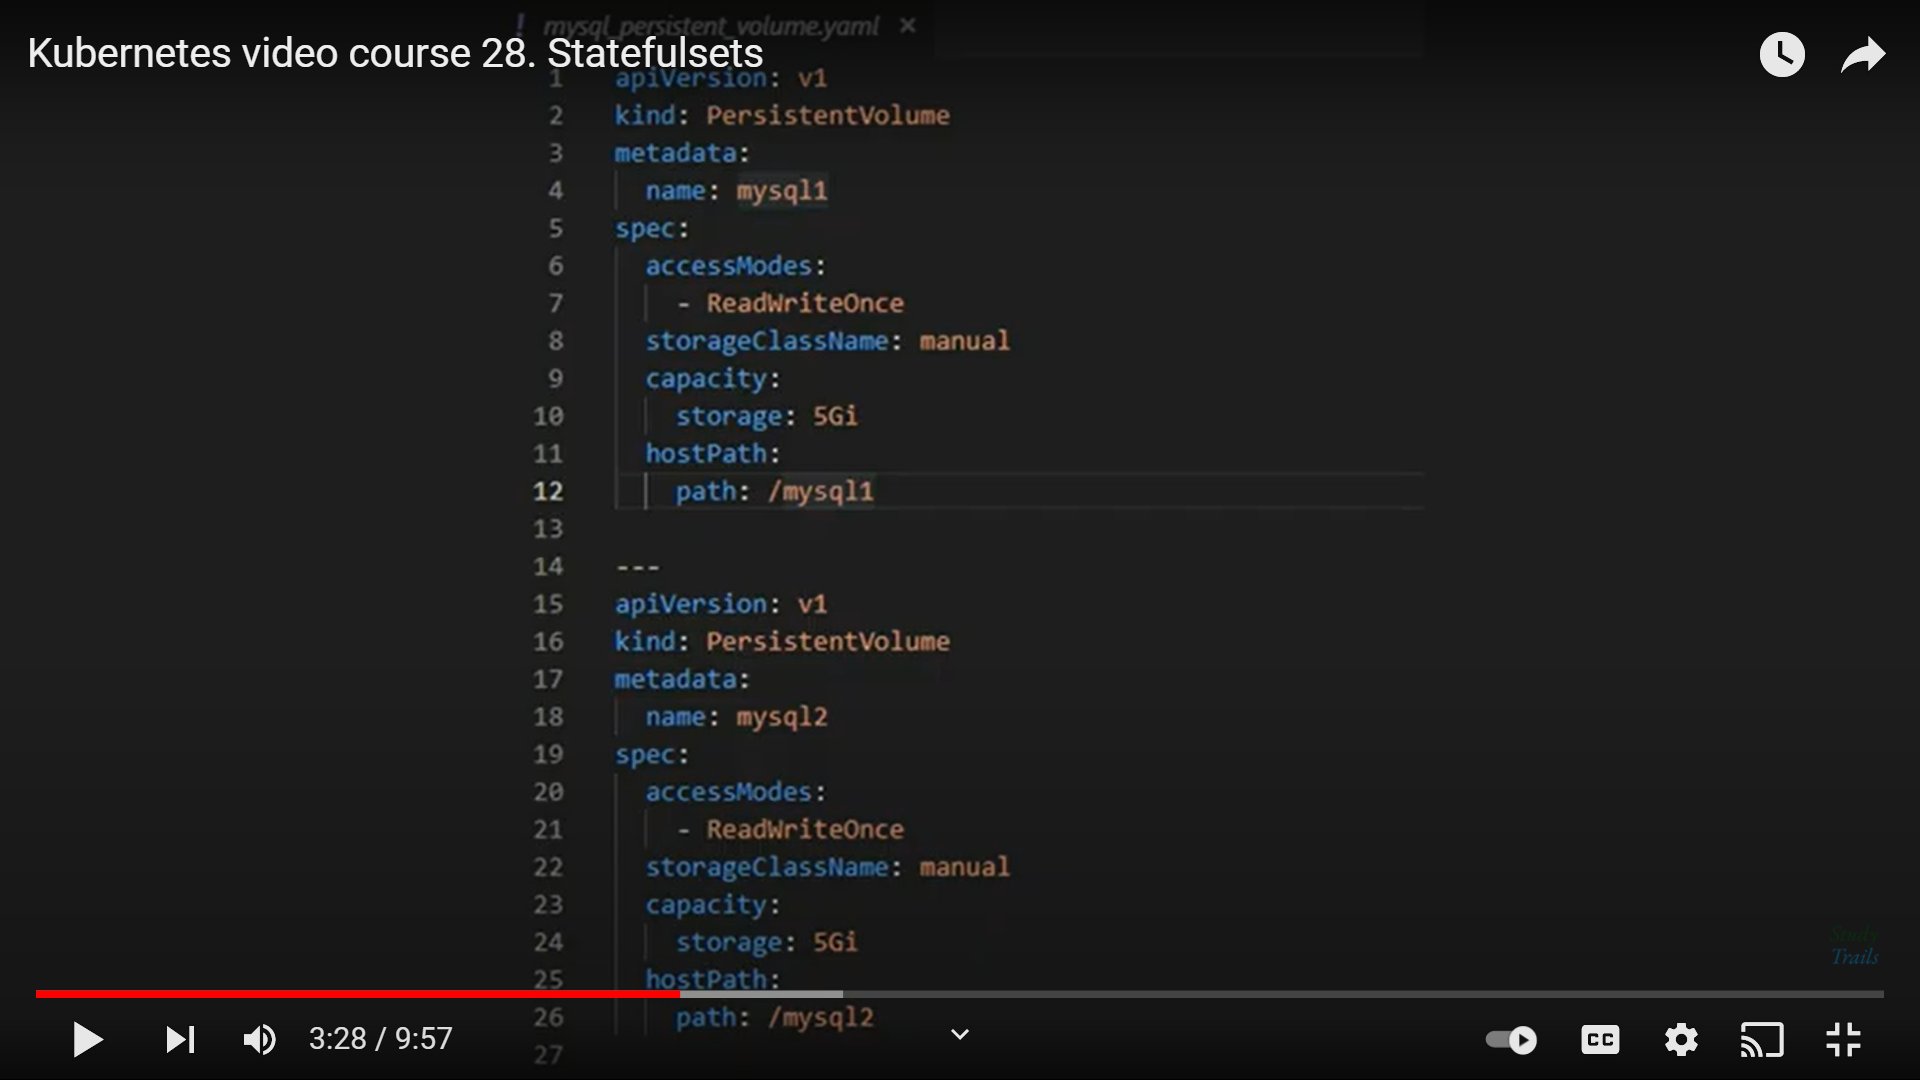 mysql_persistent_volume.yaml
Kubernetes video course 28. Statefulsets
1 apiVersion: v1
2 kind: PersistentVolume
3 metadata:
4 name: mysql1
5 spec:
6 accessModes:
7 - ReadWriteOnce
8 storageClassName: manual
9 capacity:
10 storage: 5Gi
11 hostPath:
12 path: /mysql1
13
14 ---
15 apiVersion: v1
16 kind: PersistentVolume
17 metadata:
18 name: mysql2
19 spec:
20 accessModes:
21 - ReadWriteOnce
22 storageClassName: manual
23 capacity:
24 storage: 5Gi
Study
Trails
25 hostPath:
26 path: /mysql2
27
3:28 / 9:57
CC